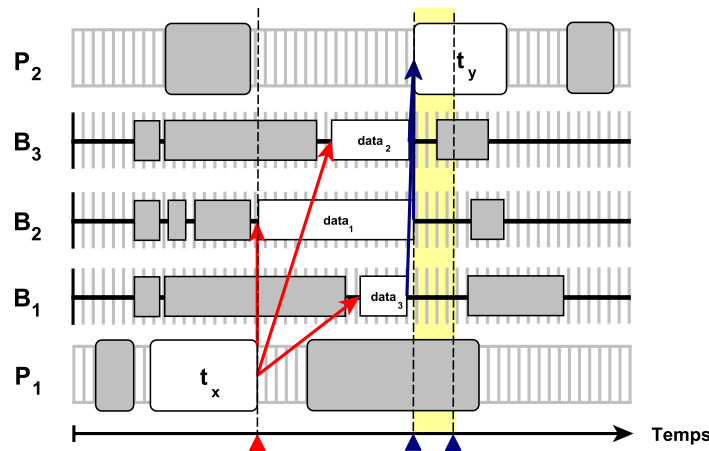 P2
ty
B3
data2
B2
data1
B1
data3
P1
tx
Temps